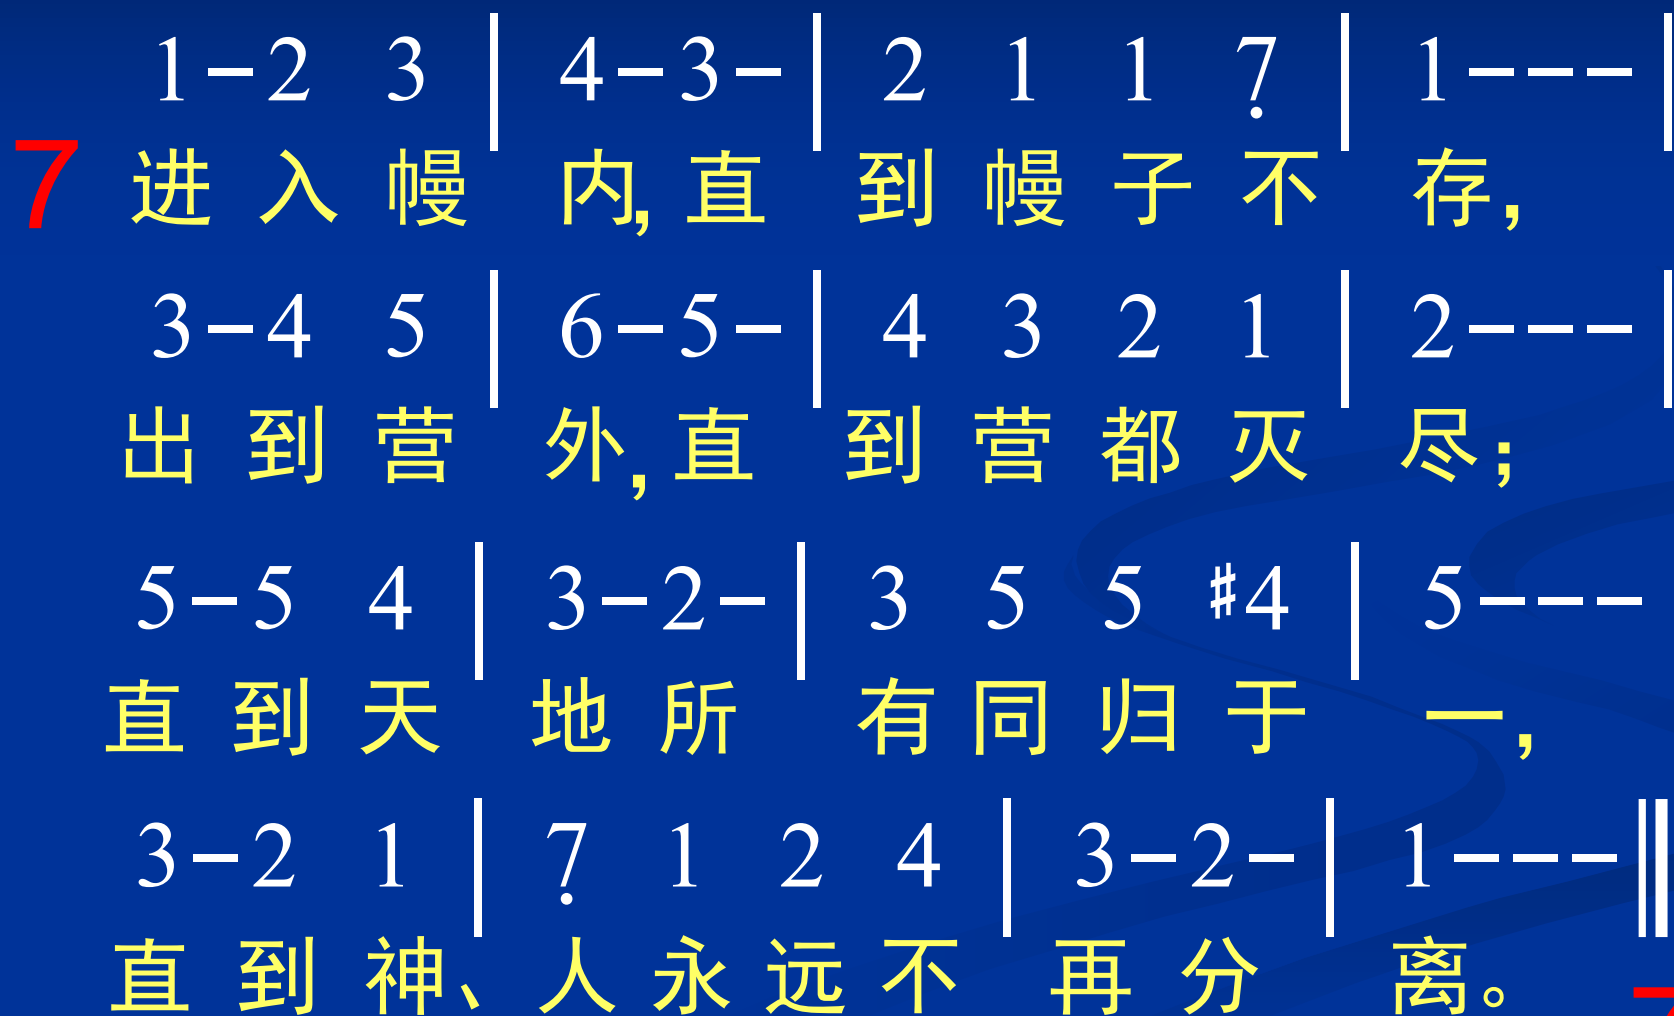 1 – 2 3 | 4 – 3 – | 2 1 1 7̣ | 1 – – – |
7 进入幔内,直到幔子不存,
3 – 4 5 | 6 – 5 – | 4 3 2 1 | 2 – – – |
出到营外,直到营都灭尽;
5 – 5 4 | 3 – 2 – | 3 5 5 #4 | 5 – – –
直到天地所有同归于一,
3 – 2 1 | 7̣ 1 2 4 | 3 – 2 – | 1 – – – ‖
直到神、人永远不再分离。